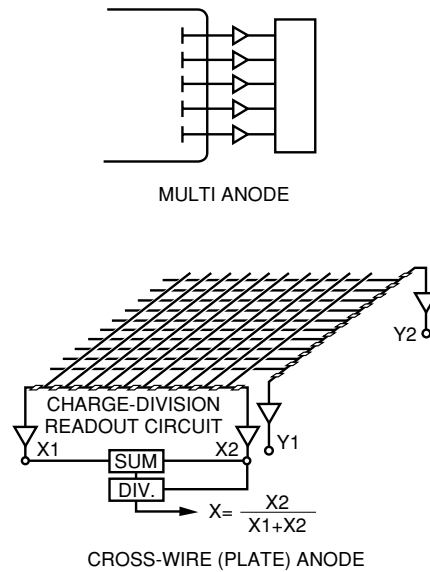 MULTI ANODE
Y2
CHARGE-DIVISION
READOUT CIRCUIT
X1
X2
Y1
SUM
DIV.
X= X2
X1+X2
CROSS-WIRE (PLATE) ANODE